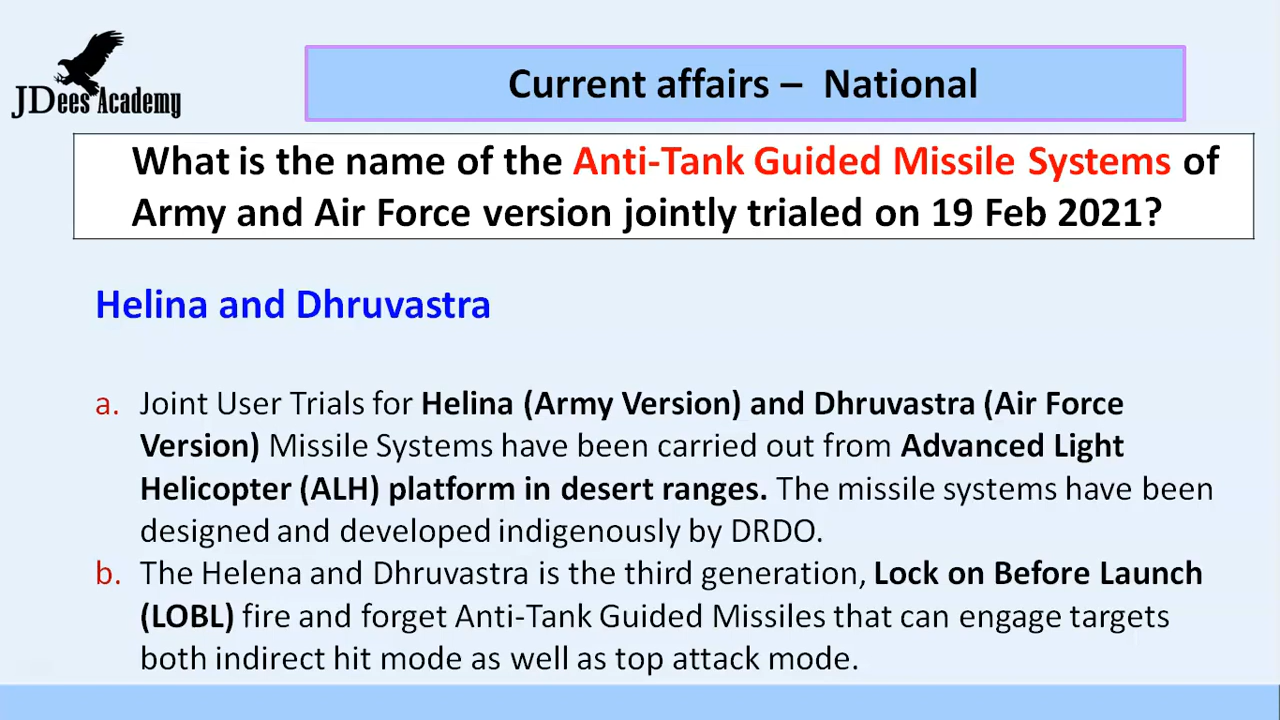 JDees Academy
Current affairs – National
What is the name of the Anti-Tank Guided Missile Systems of
Army and Air Force version jointly trialed on 19 Feb 2021?
Helina and Dhruvastra
a. Joint User Trials for Helina (Army Version) and Dhruvastra (Air Force
Version) Missile Systems have been carried out from Advanced Light
Helicopter (ALH) platform in desert ranges. The missile systems have been
designed and developed indigenously by DRDO.
b. The Helena and Dhruvastra is the third generation, Lock on Before Launch
(LOBL) fire and forget Anti-Tank Guided Missiles that can engage targets
both indirect hit mode as well as top attack mode.